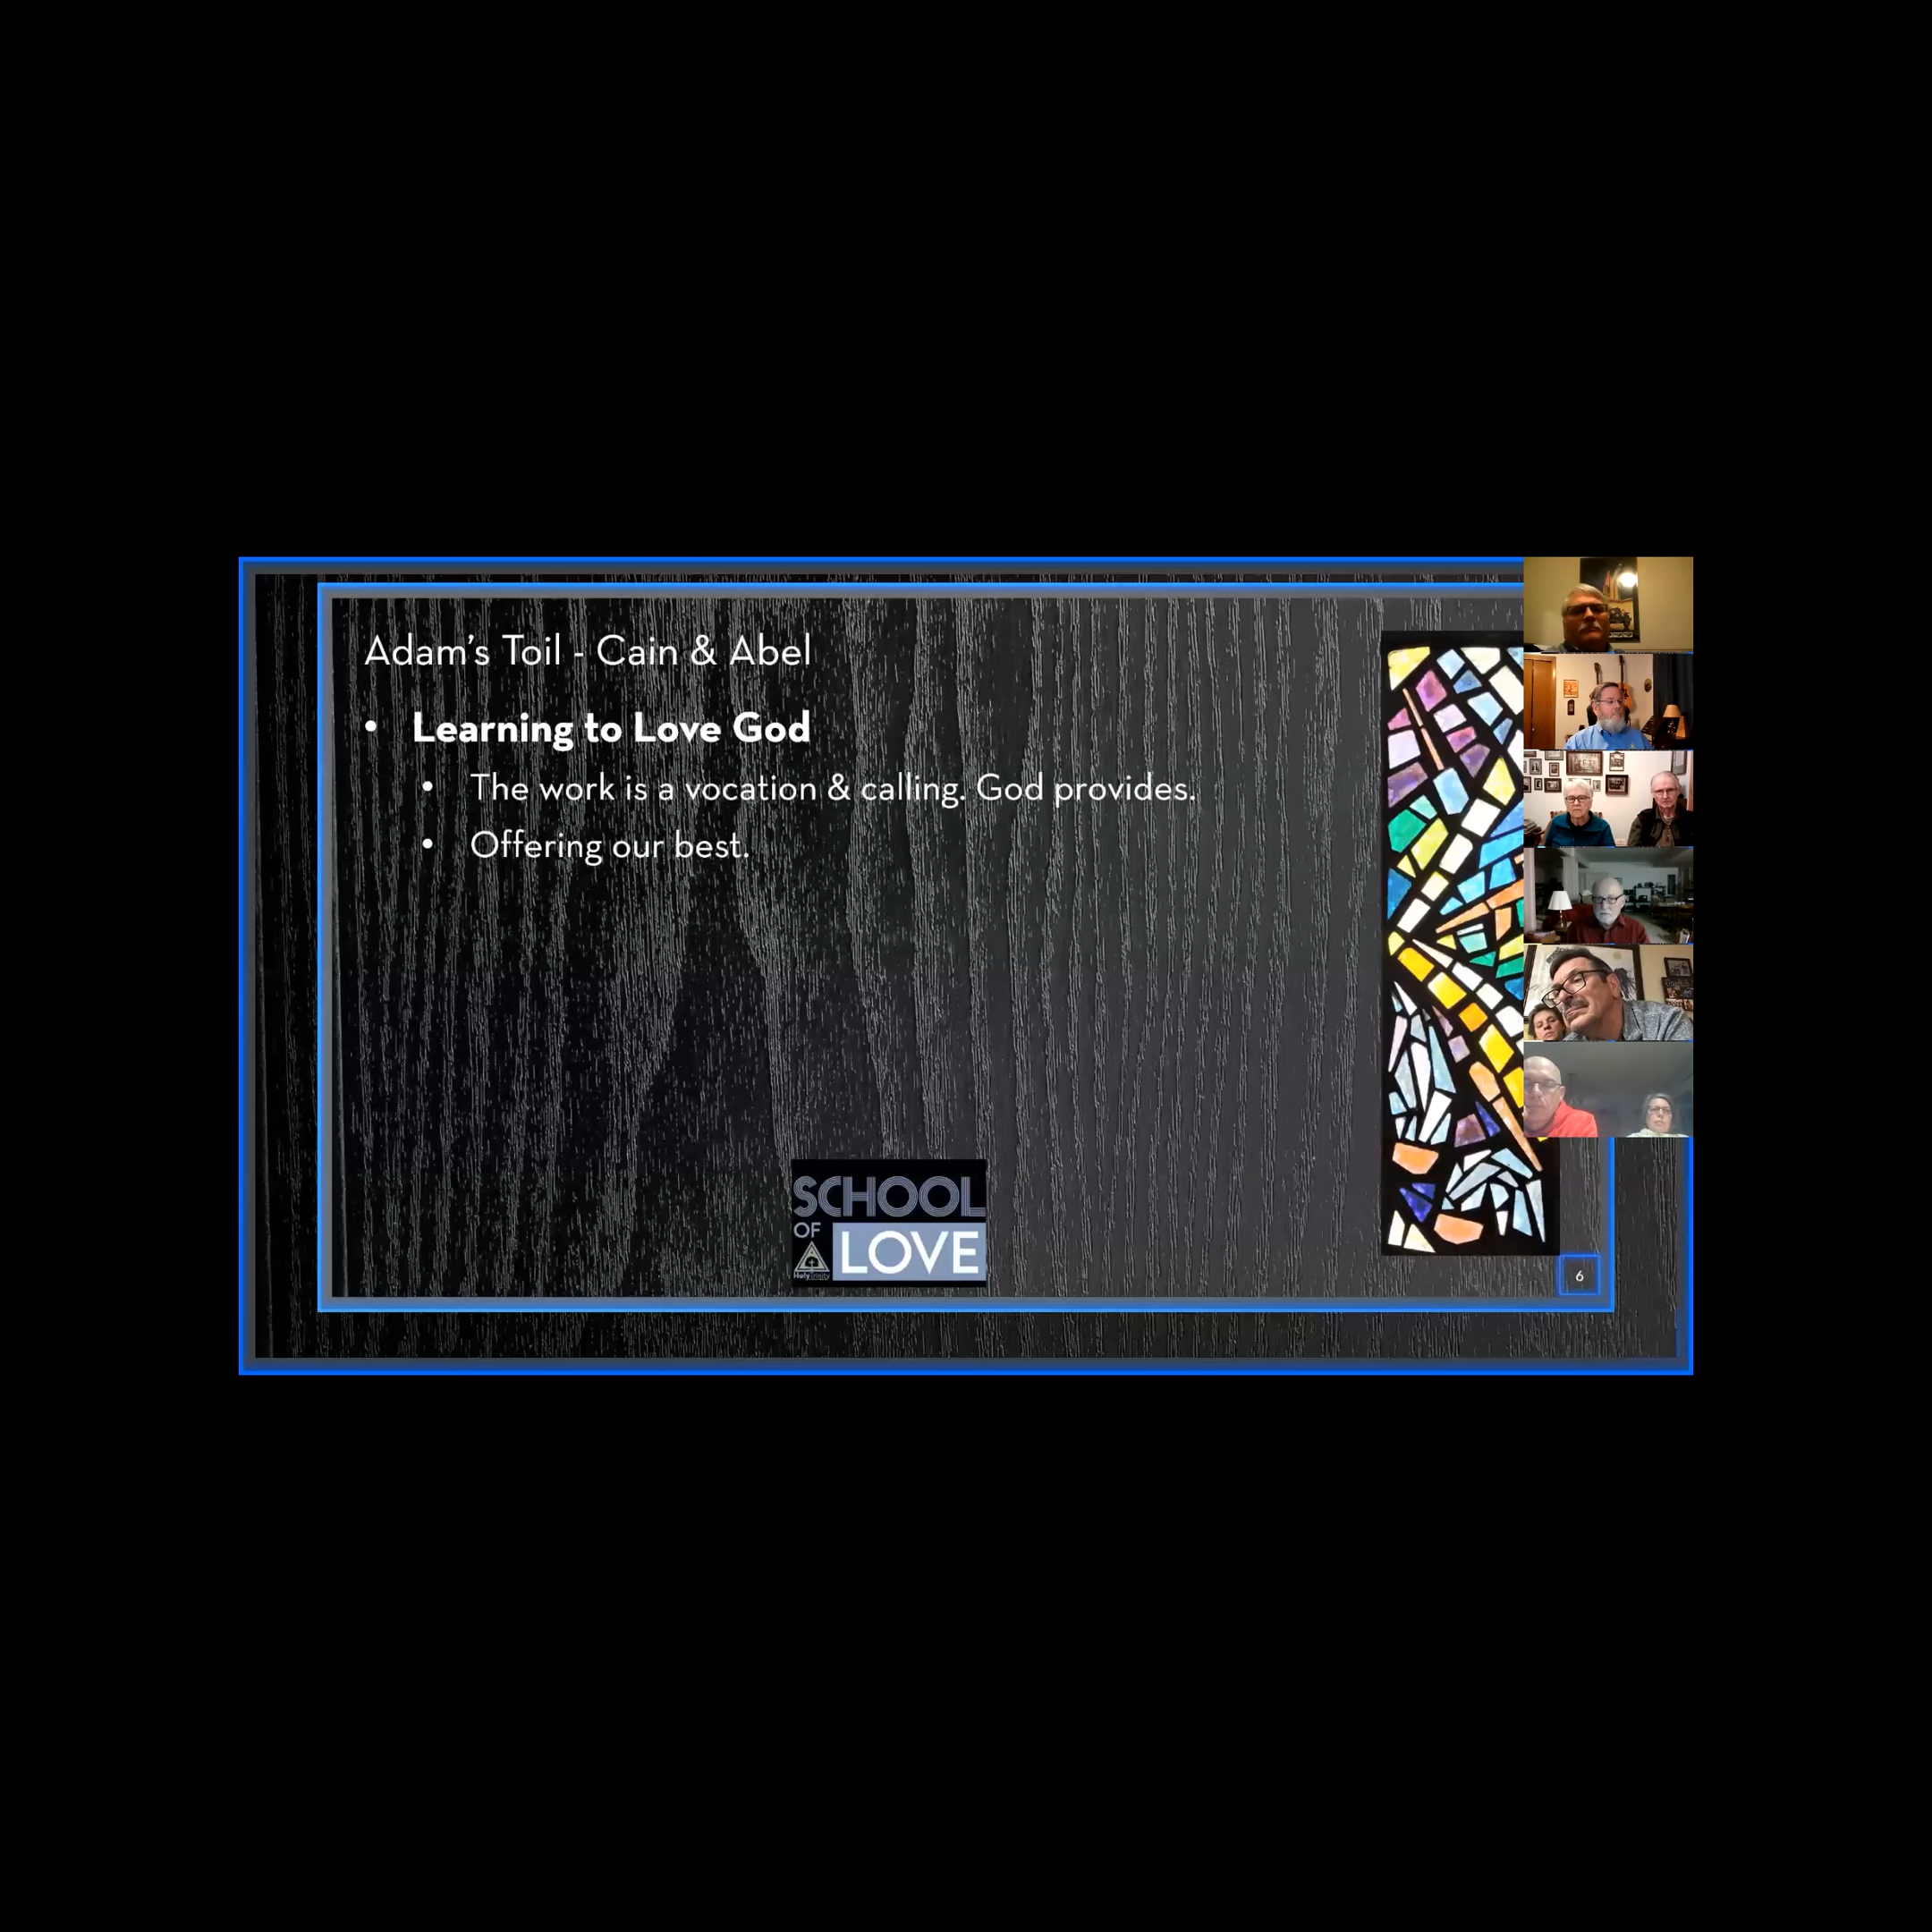 Adam's Toil - Cain & Abel
• Learning to Love God
• The work is a vocation & calling. God provides.
• Offering our best.
SCHOOL
OF
LOVE
HolyTrinity
6